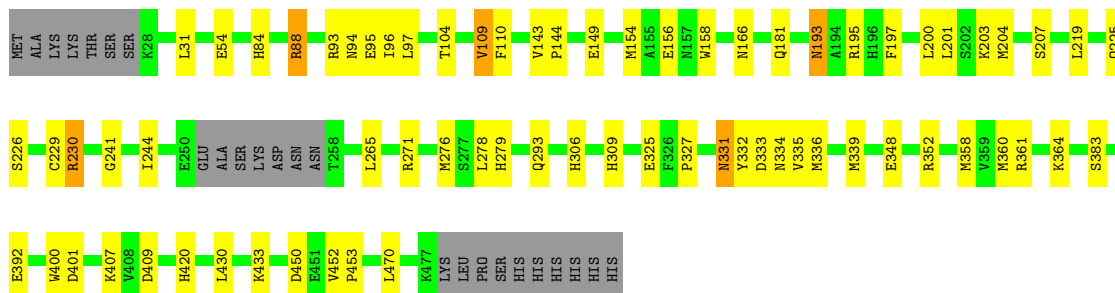 MET ALA LYS LYS THR SER SER K28 L31 E54 H84 R88 R93 N94 E95 I96 L97 T104 V109 F110 V143 P144 E149 M154 A155 E156 N157 W158 N166 Q181 N193 A194 R195 H196 F197 L200 L201 S202 K203 M204 S207 L219
S226 C229 R230 G241 I244 E250 GLU ALA SER LYS ASP ASN ASN T258 L265 R271 M276 S277 L278 H279 Q293 H306 H309 E325 F326 P327 N331 Y332 D333 N334 V335 M336 M339 E348 R352 M358 V359 M360 R361 K364 S383
E392 W400 D401 K407 V408 D409 H420 L430 K433 D450 E451 V452 P453 L470 K477 LYS LEU PRO SER HIS HIS HIS HIS HIS HIS